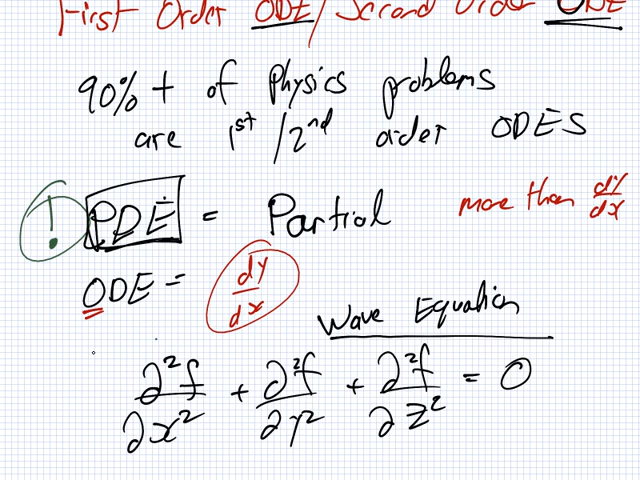 First Order ODE / Second Order ODE
90% + of Physics problems
are 1st / 2nd order ODES
! PDE = Partial more than dy/dx
ODE = dy/dx
Wave Equation
∂²f/∂x² + ∂²f/∂y² + ∂²f/∂z² = 0